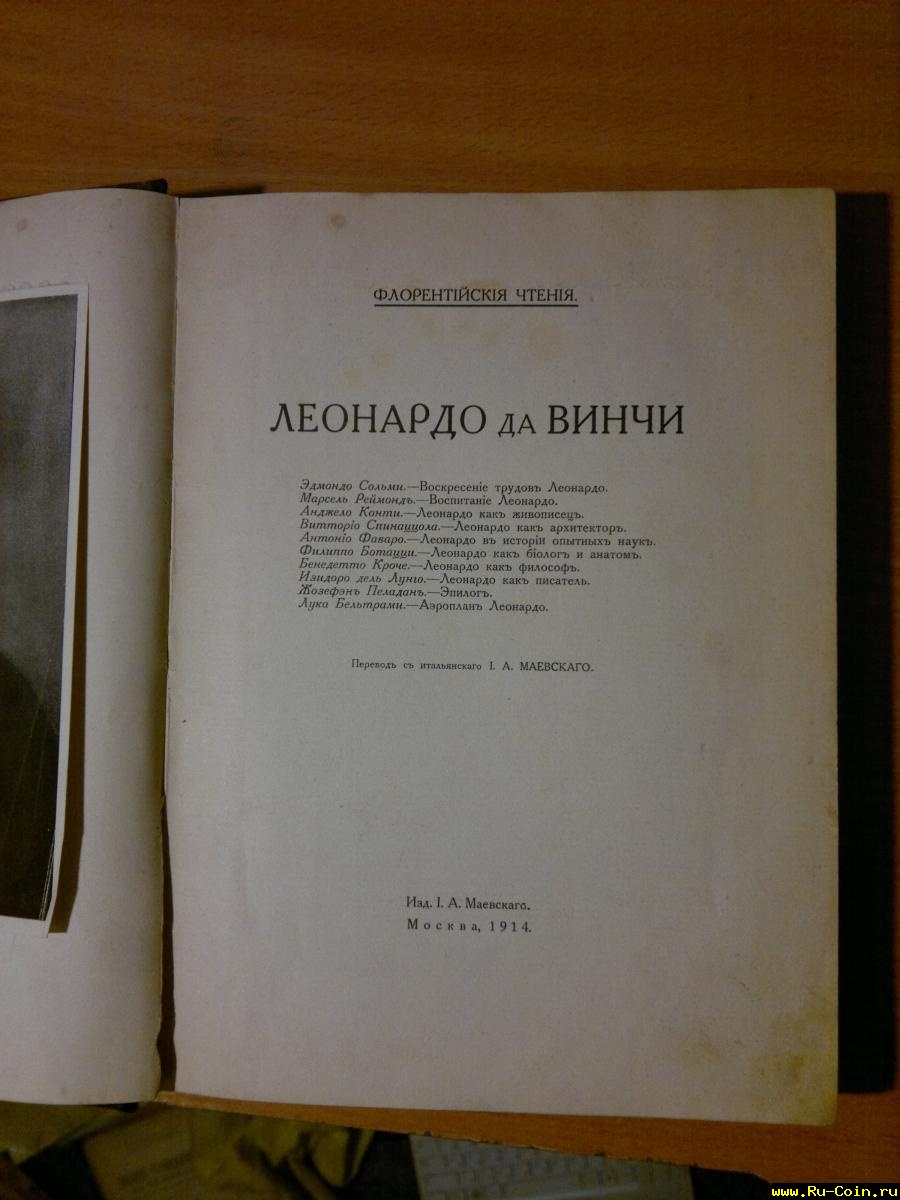 ФЛОРЕНТІЙСКІЯ ЧТЕНІЯ.
ЛЕОНАРДО ДА ВИНЧИ
Эдмондо Сольми.—Воскресеніе трудовъ Леонардо.
Марсель Реймондъ.—Воспитаніе Леонардо.
Анджело Конти.—Леонардо какъ живописецъ.
Витторіо Спинаццола.—Леонардо какъ архитекторъ.
Антоніо Фаваро.—Леонардо въ исторіи опытныхъ наукъ.
Филиппо Ботацци.—Леонардо какъ біологъ и анатомъ.
Бенедетто Кроче.—Леонардо какъ философъ.
Изидоро дель Лунго.—Леонардо какъ писатель.
Жозефэнъ Пеладанъ.—Эпилогъ.
Лука Бельтрами.—Аэропланъ Леонардо.
Переводъ съ итальянскаго І. А. МАЕВСКАГО.
Изд. І. А. Маевскаго.
Москва, 1914.
www.Ru-Coin.ru